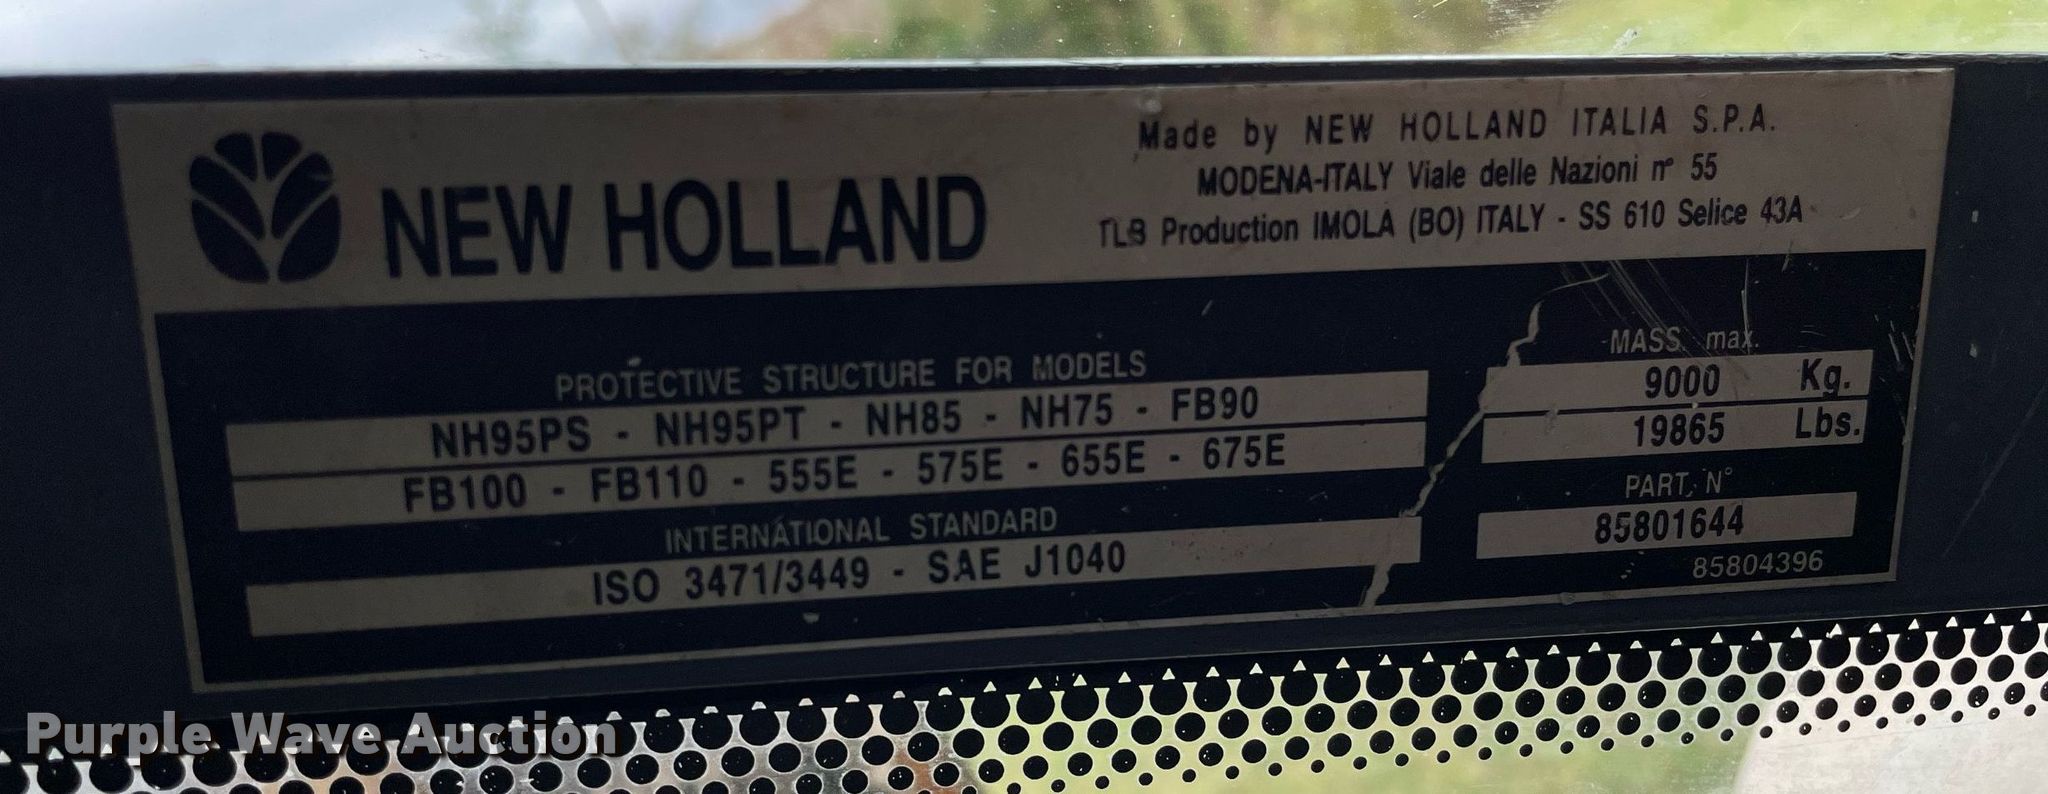 NEW HOLLAND
Made by NEW HOLLAND ITALIA S.P.A.
MODENA-ITALY Viale delle Nazioni n° 55
TLB Production IMOLA (BO) ITALY - SS 610 Selice 43A
PROTECTIVE STRUCTURE FOR MODELS
NH95PS - NH95PT - NH85 - NH75 - FB90
FB100 - FB110 - 555E - 575E - 655E - 675E
INTERNATIONAL STANDARD
ISO 3471/3449 - SAE J1040
MASS max.
9000 Kg.
19865 Lbs.
PART. N°
85801644
85804396
Purple Wave Auction